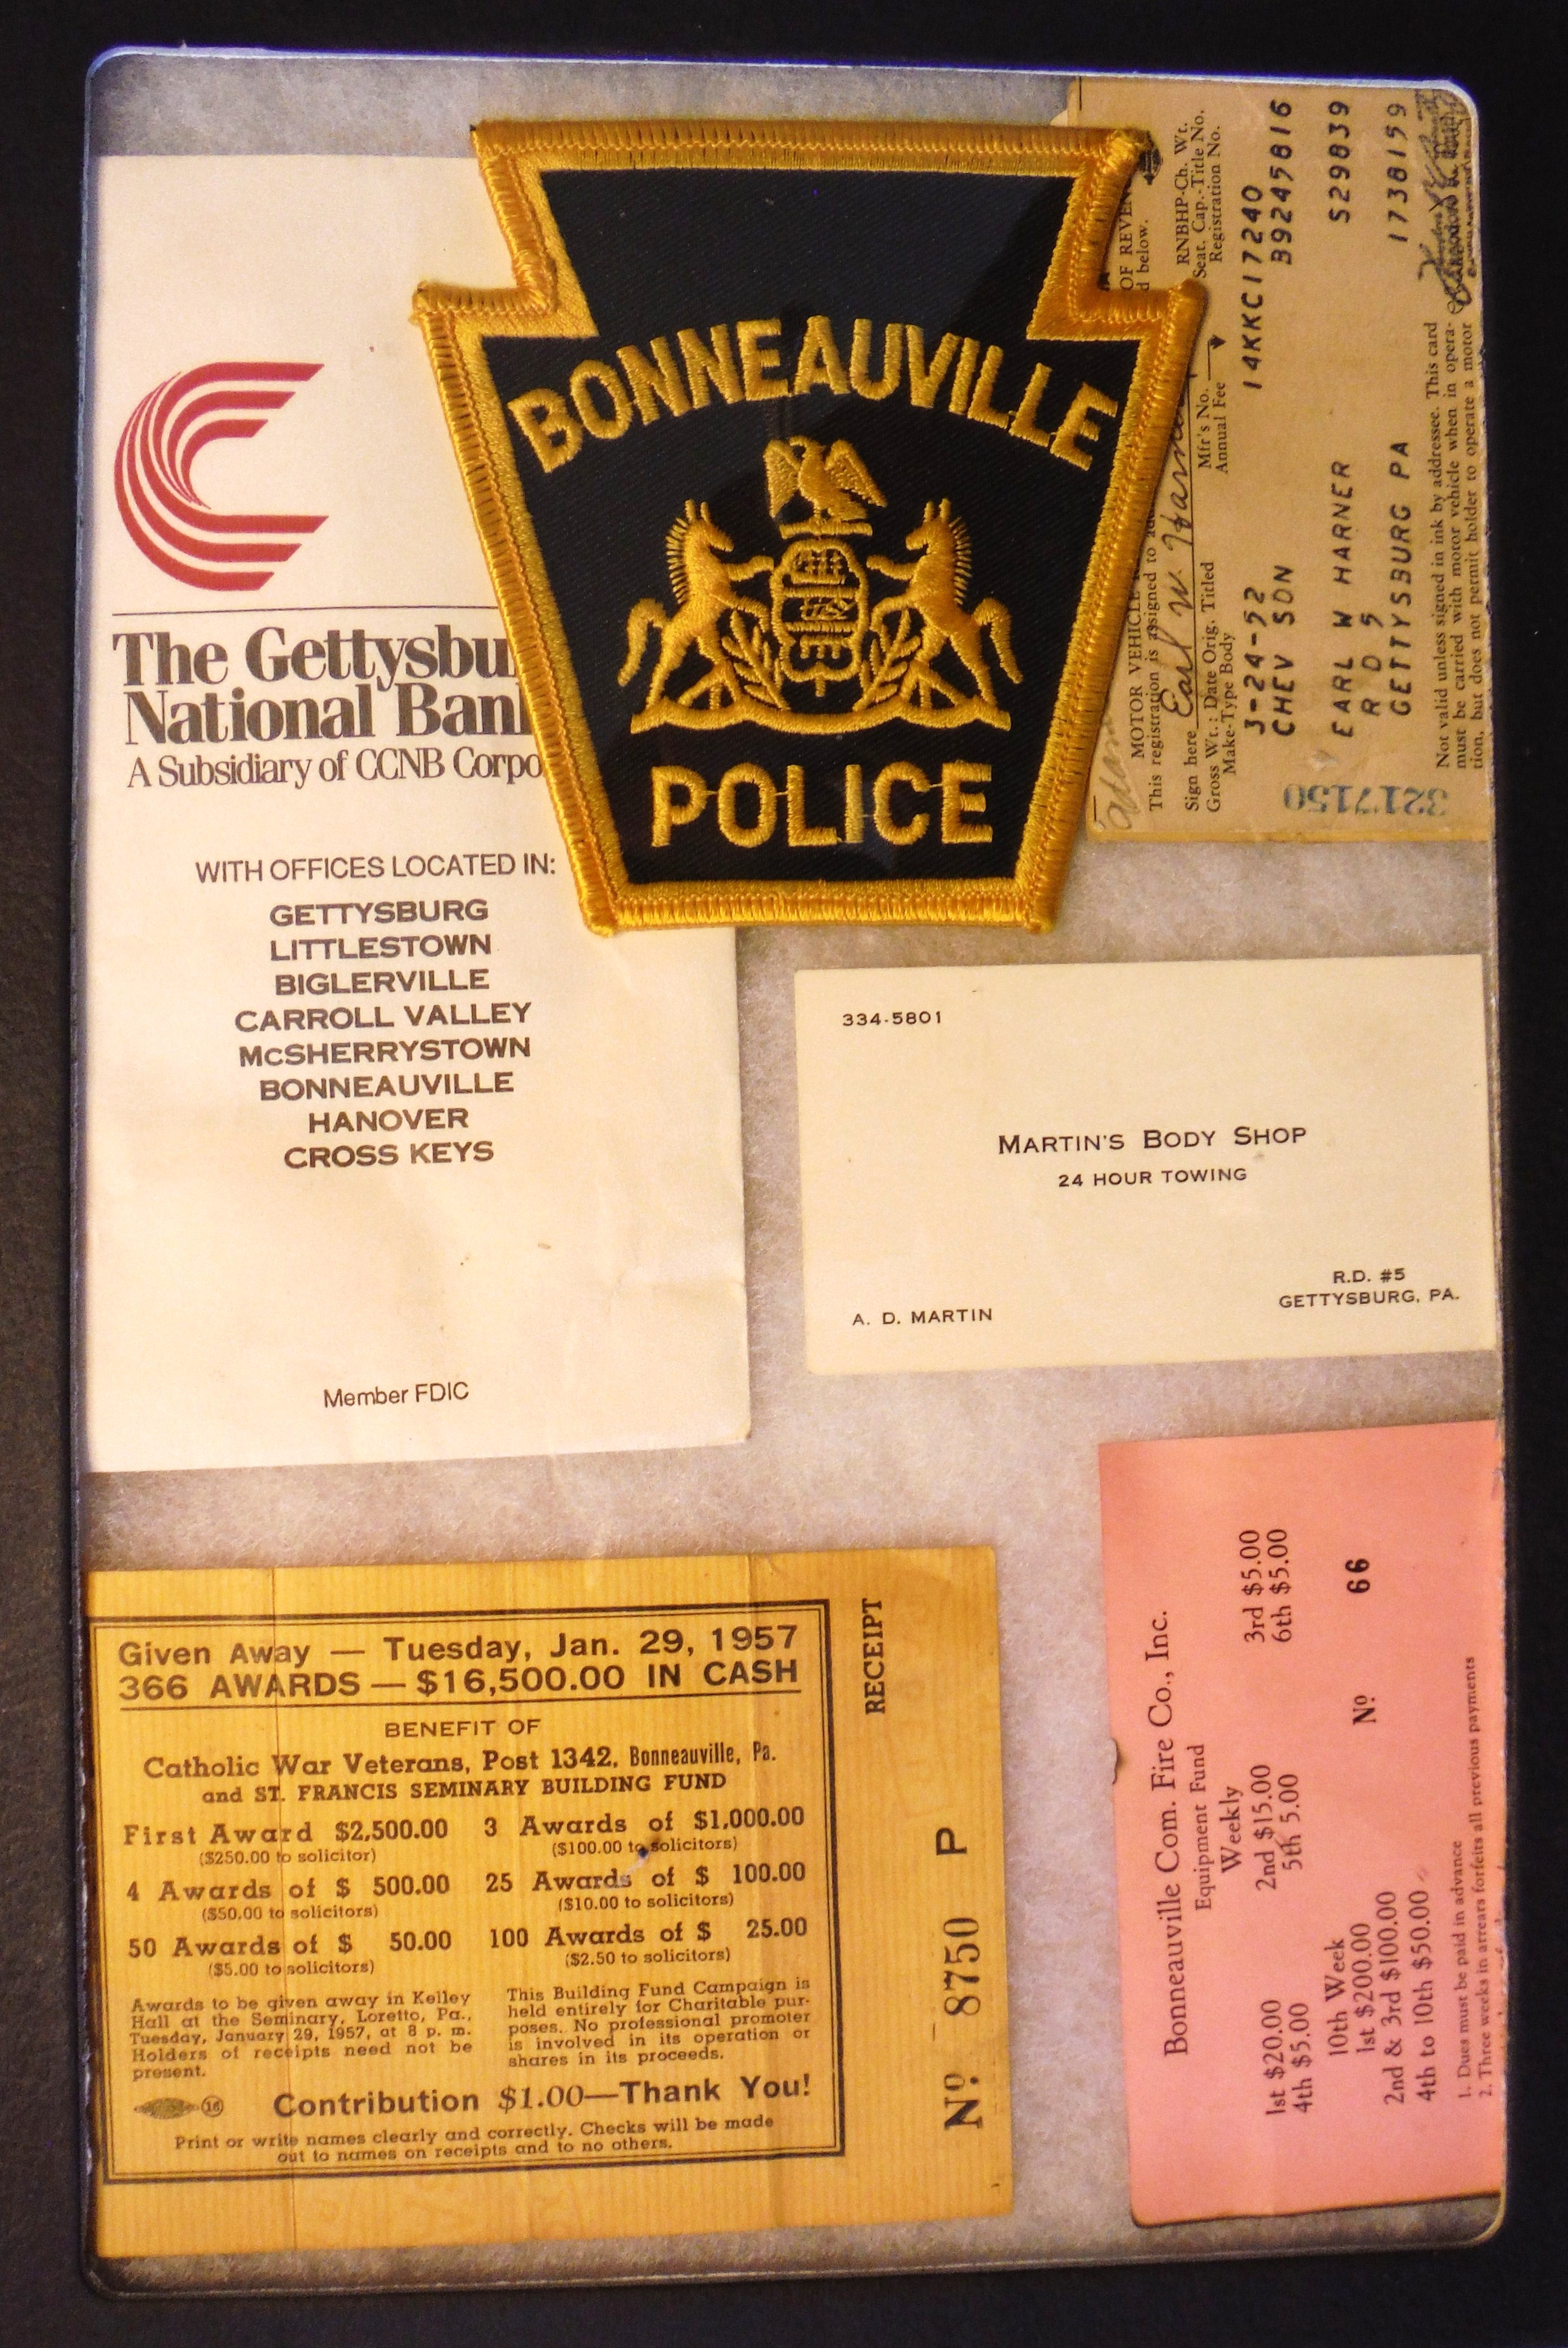 BONNEAUVILLE
POLICE
The Gettysbu
National Ban
A Subsidiary of CCNB Corpo
WITH OFFICES LOCATED IN:
GETTYSBURG
LITTLESTOWN
BIGLERVILLE
CARROLL VALLEY
McSHERRYSTOWN
BONNEAUVILLE
HANOVER
CROSS KEYS
Member FDIC
OF REVEN
d below.
MOTOR VEHICLE
This registration is assigned to
Sign here Earl W. Harner
Gross Wt.: Date Orig. Titled Mfr's No. RNBHP-Ch. Wt.
Make-Type Body Annual Fee Seat. Cap.-Title No.
Registration No.
3-24-52 14KKC17240
CHEV SDN B9245816
EARL W HARNER S29839
R D 5
GETTYSBURG PA 1738159
Not valid unless signed in ink by addressee. This card
must be carried with motor vehicle when in opera-
tion, but does not permit holder to operate a motor
3217150
334-5801
MARTIN'S BODY SHOP
24 HOUR TOWING
A. D. MARTIN
R.D. #5
GETTYSBURG, PA.
Given Away — Tuesday, Jan. 29, 1957
366 AWARDS — $16,500.00 IN CASH
BENEFIT OF
Catholic War Veterans, Post 1342, Bonneauville, Pa.
and ST. FRANCIS SEMINARY BUILDING FUND
First Award $2,500.00 3 Awards of $1,000.00
($250.00 to solicitor) ($100.00 to solicitors)
4 Awards of $ 500.00 25 Awards of $ 100.00
($50.00 to solicitors) ($10.00 to solicitors)
50 Awards of $ 50.00 100 Awards of $ 25.00
($5.00 to solicitors) ($2.50 to solicitors)
Awards to be given away in Kelley
Hall at the Seminary, Loretto, Pa.,
Tuesday, January 29, 1957, at 8 p. m.
Holders of receipts need not be
present.
This Building Fund Campaign is
held entirely for Charitable pur-
poses. No professional promoter
is involved in its operation or
shares in its proceeds.
16
Contribution $1.00—Thank You!
Print or write names clearly and correctly. Checks will be made
out to names on receipts and to no others.
RECEIPT
Nº 8750 P
Bonneauville Com. Fire Co., Inc.
Equipment Fund
Weekly
1st $20.00 2nd $15.00 3rd $5.00
4th $5.00 5th 5.00 6th $5.00
10th Week
1st $200.00 Nº 66
2nd & 3rd $100.00
4th to 10th $50.00
1. Dues must be paid in advance
2. Three weeks in arrears forfeits all previous payments